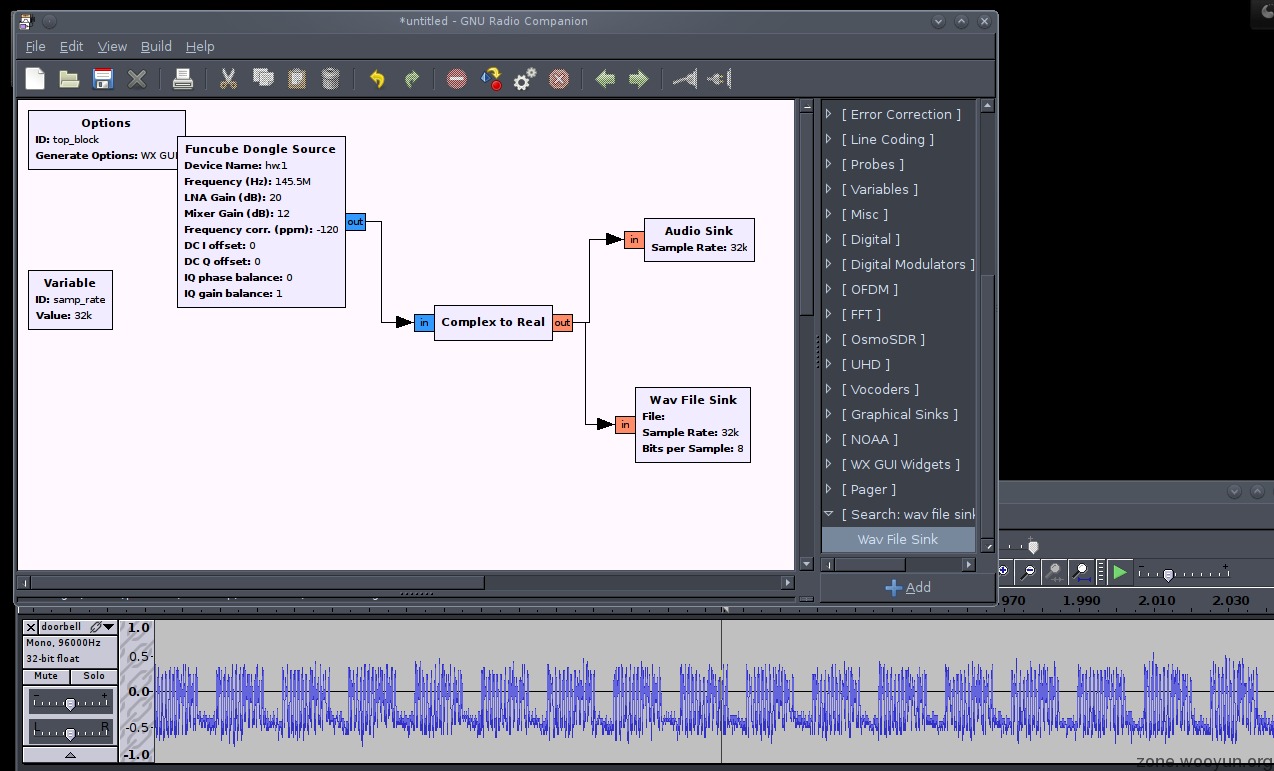 *untitled - GNU Radio Companion
File Edit View Build Help
Options
ID: top_block
Generate Options: WX GUI
Funcube Dongle Source
Device Name: hw:1
Frequency (Hz): 145.5M
LNA Gain (dB): 20
Mixer Gain (dB): 12
Frequency corr. (ppm): -120
DC I offset: 0
DC Q offset: 0
IQ phase balance: 0
IQ gain balance: 1
out
Variable
ID: samp_rate
Value: 32k
in
Complex to Real
out
in
Audio Sink
Sample Rate: 32k
in
Wav File Sink
File:
Sample Rate: 32k
Bits per Sample: 8
[ Error Correction ]
[ Line Coding ]
[ Probes ]
[ Variables ]
[ Misc ]
[ Digital ]
[ Digital Modulators ]
[ OFDM ]
[ FFT ]
[ OsmoSDR ]
[ UHD ]
[ Vocoders ]
[ Graphical Sinks ]
[ NOAA ]
[ WX GUI Widgets ]
[ Pager ]
[ Search: wav file sink
Wav File Sink
Add
- +
970 1.990 2.010 2.030
doorbell
Mono, 96000Hz
32-bit float
Mute Solo
- +
L R
1.0
0.5
0.0
-0.5
-1.0
zone.wooyun.org